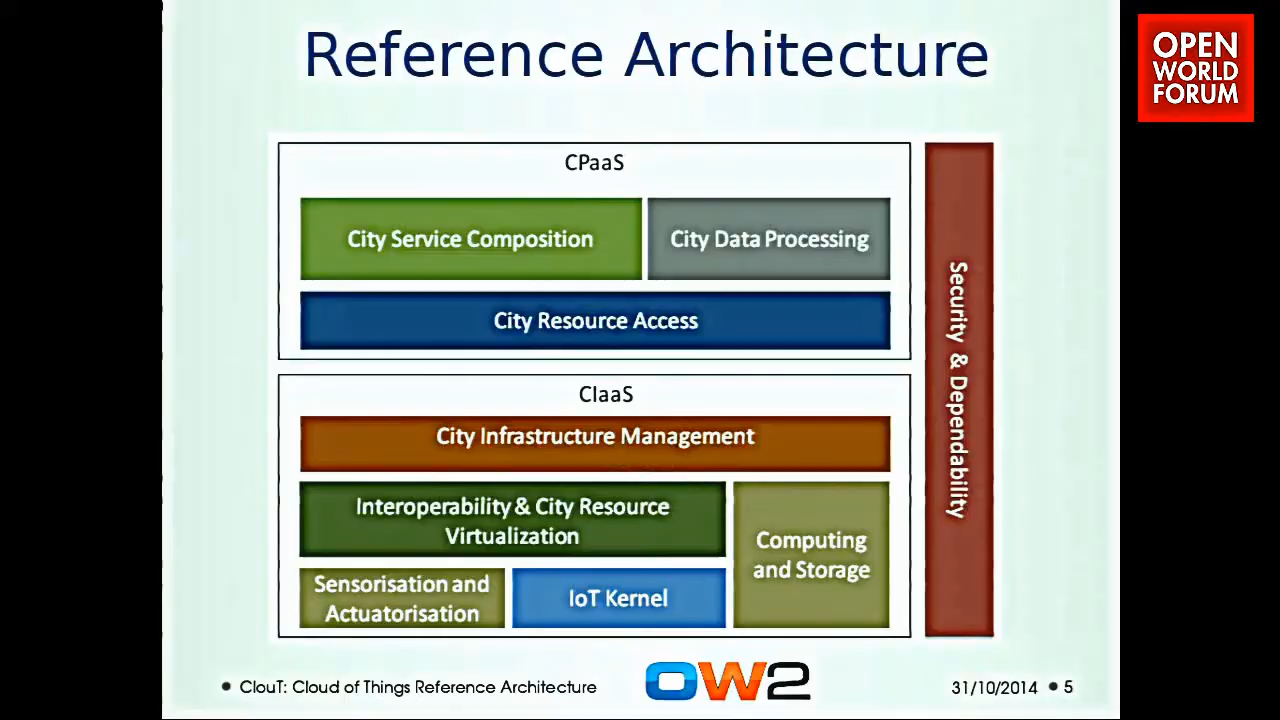 Reference Architecture
OPEN
WORLD
FORUM
CPaaS
City Service Composition
City Data Processing
City Resource Access
CIaaS
City Infrastructure Management
Interoperability & City Resource
Virtualization
Computing
and Storage
Sensorisation and
Actuatorisation
IoT Kernel
Security & Dependability
• ClouT: Cloud of Things Reference Architecture
OW2
31/10/2014 • 5